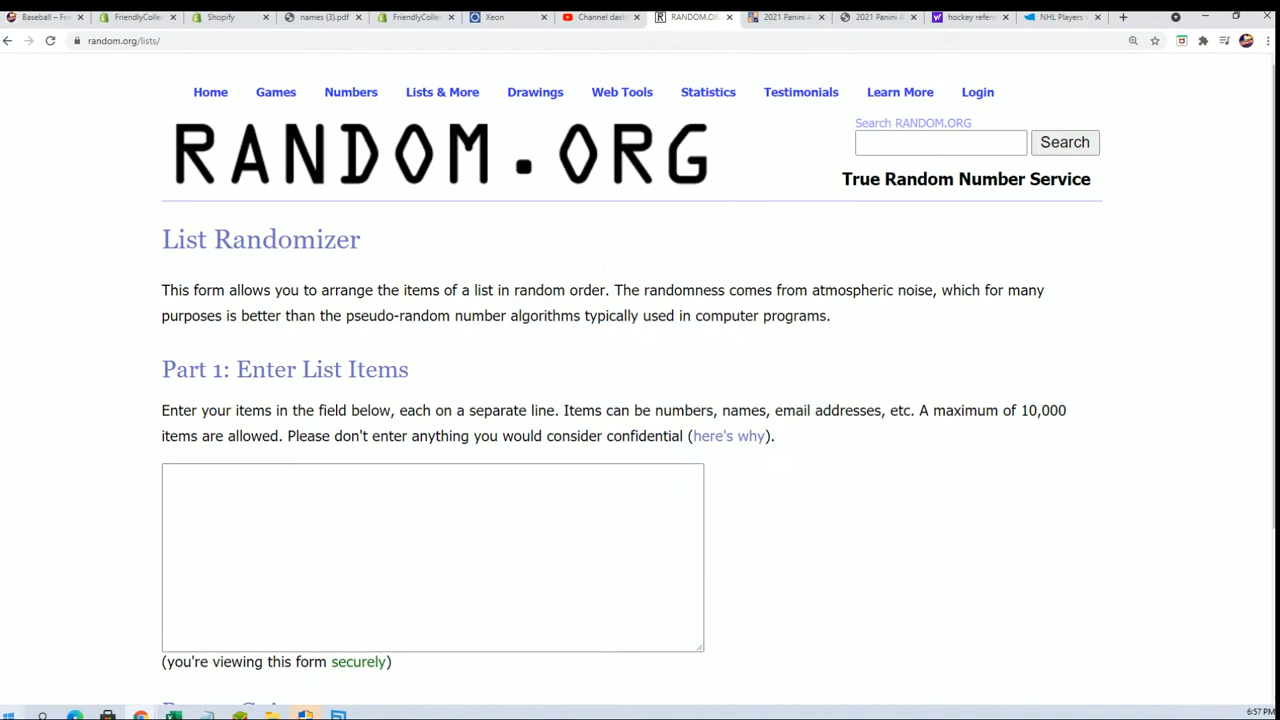 Baseball – Fri
FriendlyCollec
Shopify
names (3).pdf
FriendlyCollec
Xeon
Channel dash
RANDOM.OR
2021 Panini A
2021 Panini A
hockey refere
NHL Players
random.org/lists/
Home Games Numbers Lists & More Drawings Web Tools Statistics Testimonials Learn More Login
RANDOM.ORG
Search RANDOM.ORG
Search
True Random Number Service
List Randomizer
This form allows you to arrange the items of a list in random order. The randomness comes from atmospheric noise, which for many
purposes is better than the pseudo-random number algorithms typically used in computer programs.
Part 1: Enter List Items
Enter your items in the field below, each on a separate line. Items can be numbers, names, email addresses, etc. A maximum of 10,000
items are allowed. Please don't enter anything you would consider confidential (here's why).
(you're viewing this form securely)
6:57 PM